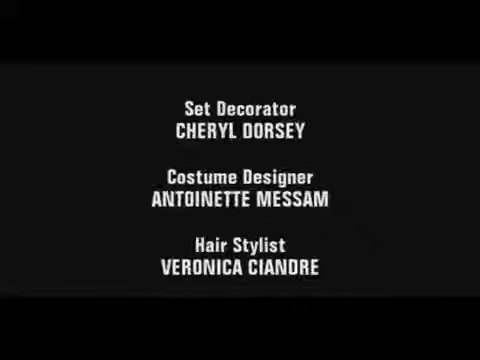 Set Decorator
CHERYL DORSEY
Costume Designer
ANTOINETTE MESSAM
Hair Stylist
VERONICA CIANDRE